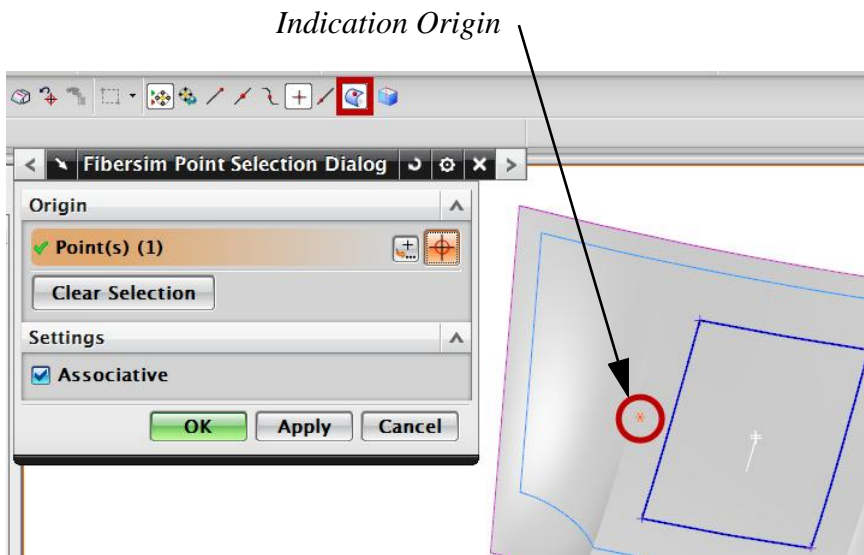 Indication Origin
Fibersim Point Selection Dialog
Origin
Point(s) (1)
Clear Selection
Settings
Associative
OK Apply Cancel